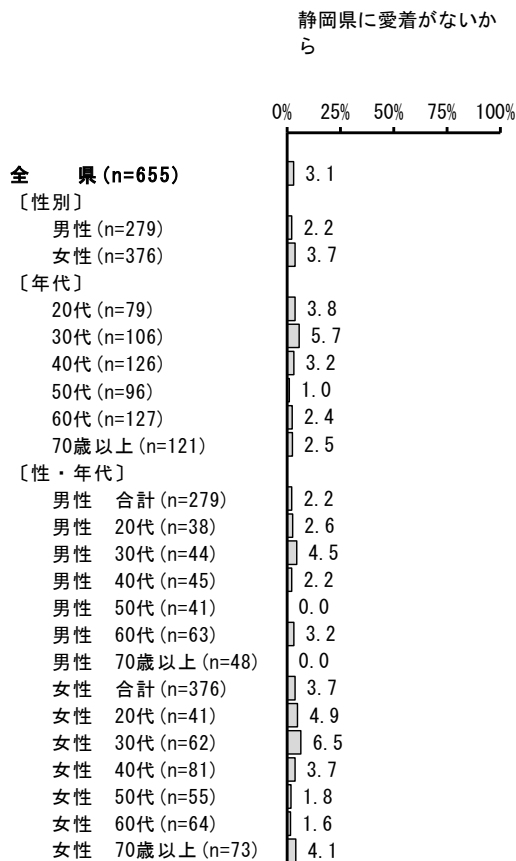 静岡県に愛着がないか
ら
0% 25% 50% 75% 100%
全　　県(n=655) 3.1
〔性別〕
男性(n=279) 2.2
女性(n=376) 3.7
〔年代〕
20代(n=79) 3.8
30代(n=106) 5.7
40代(n=126) 3.2
50代(n=96) 1.0
60代(n=127) 2.4
70歳以上(n=121) 2.5
〔性・年代〕
男性　合計(n=279) 2.2
男性　20代(n=38) 2.6
男性　30代(n=44) 4.5
男性　40代(n=45) 2.2
男性　50代(n=41) 0.0
男性　60代(n=63) 3.2
男性　70歳以上(n=48) 0.0
女性　合計(n=376) 3.7
女性　20代(n=41) 4.9
女性　30代(n=62) 6.5
女性　40代(n=81) 3.7
女性　50代(n=55) 1.8
女性　60代(n=64) 1.6
女性　70歳以上(n=73) 4.1